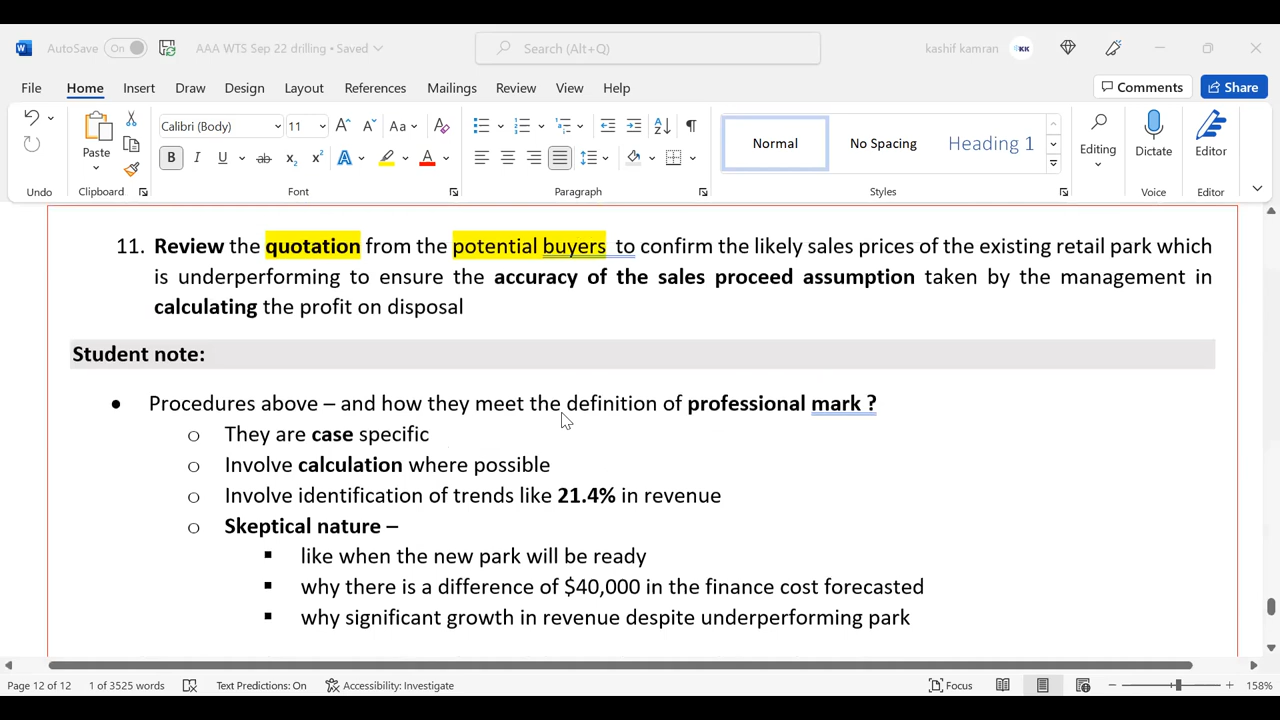 AutoSave On AAA WTS Sep 22 drilling • Saved Search (Alt+Q) kashif kamran KK
File Home Insert Draw Design Layout References Mailings Review View Help Comments Share
Calibri (Body) 11 Aa Normal No Spacing Heading 1
Paste Editing Dictate Editor
Undo Clipboard Font Paragraph Styles Voice Editor
11. Review the quotation from the potential buyers to confirm the likely sales prices of the existing retail park which
is underperforming to ensure the accuracy of the sales proceed assumption taken by the management in
calculating the profit on disposal
Student note:
• Procedures above – and how they meet the definition of professional mark ?
o They are case specific
o Involve calculation where possible
o Involve identification of trends like 21.4% in revenue
o Skeptical nature –
▪ like when the new park will be ready
▪ why there is a difference of $40,000 in the finance cost forecasted
▪ why significant growth in revenue despite underperforming park
Page 12 of 12 1 of 3525 words Text Predictions: On Accessibility: Investigate Focus 158%